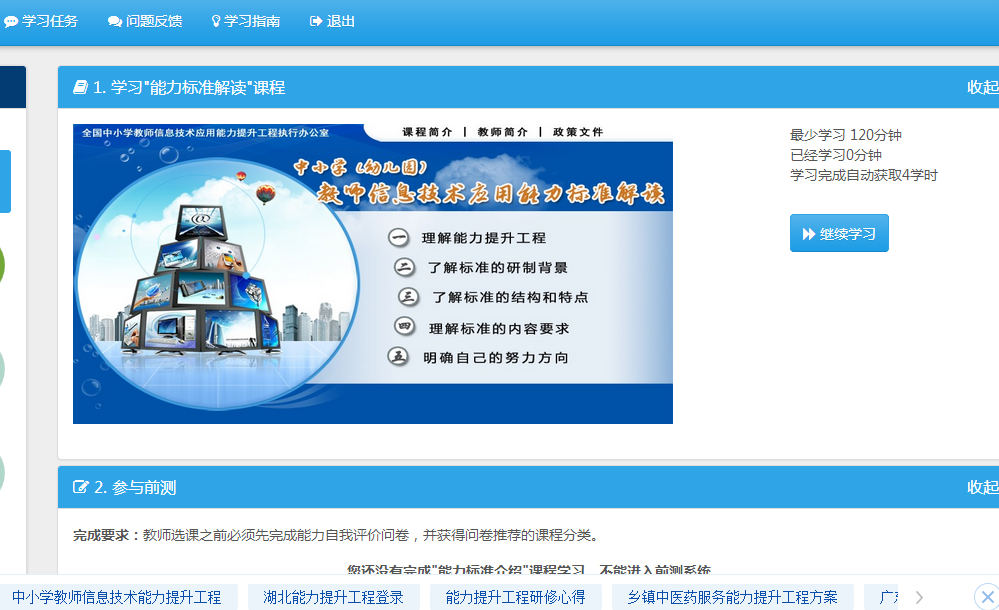 学习任务 问题反馈 学习指南 退出
1. 学习"能力标准解读"课程 收起
全国中小学教师信息技术应用能力提升工程执行办公室 课程简介 | 教师简介 | 政策文件
中小学(幼儿园)
教师信息技术应用能力标准解读
一 理解能力提升工程
二 了解标准的研制背景
三 了解标准的结构和特点
四 理解标准的内容要求
五 明确自己的努力方向
最少学习 120分钟
已经学习0分钟
学习完成自动获取4学时
继续学习
2. 参与前测 收起
完成要求：教师选课之前必须先完成能力自我评价问卷，并获得问卷推荐的课程分类。
您还没有完成"能力标准介绍"课程学习，不能进入前测系统
中小学教师信息技术能力提升工程 湖北能力提升工程登录 能力提升工程研修心得 乡镇中医药服务能力提升工程方案